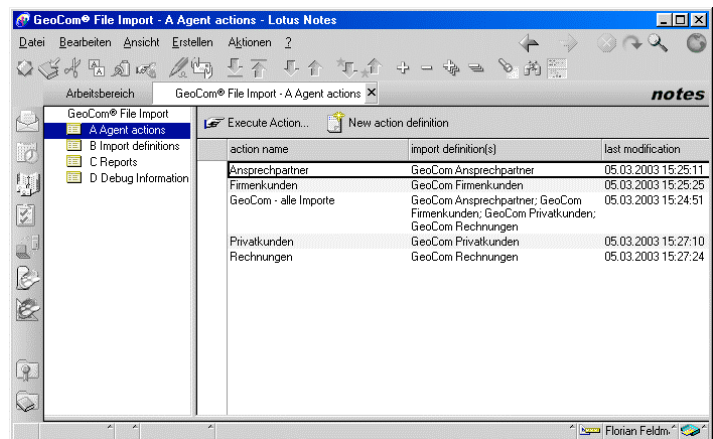 GeoCom® File Import - A Agent actions - Lotus Notes
Datei Bearbeiten Ansicht Erstellen Aktionen ?
Arbeitsbereich GeoCom® File Import - A Agent actions notes
GeoCom® File Import
A Agent actions
B Import definitions
C Reports
D Debug Information
Execute Action... New action definition
action name import definition(s) last modification
Ansprechpartner GeoCom Ansprechpartner 05.03.2003 15:25:11
Firmenkunden GeoCom Firmenkunden 05.03.2003 15:25:25
GeoCom - alle Importe GeoCom Ansprechpartner; GeoCom 05.03.2003 15:24:51
Firmenkunden; GeoCom Privatkunden;
GeoCom Rechnungen
Privatkunden GeoCom Privatkunden 05.03.2003 15:27:10
Rechnungen GeoCom Rechnungen 05.03.2003 15:27:24
Florian Feldm.